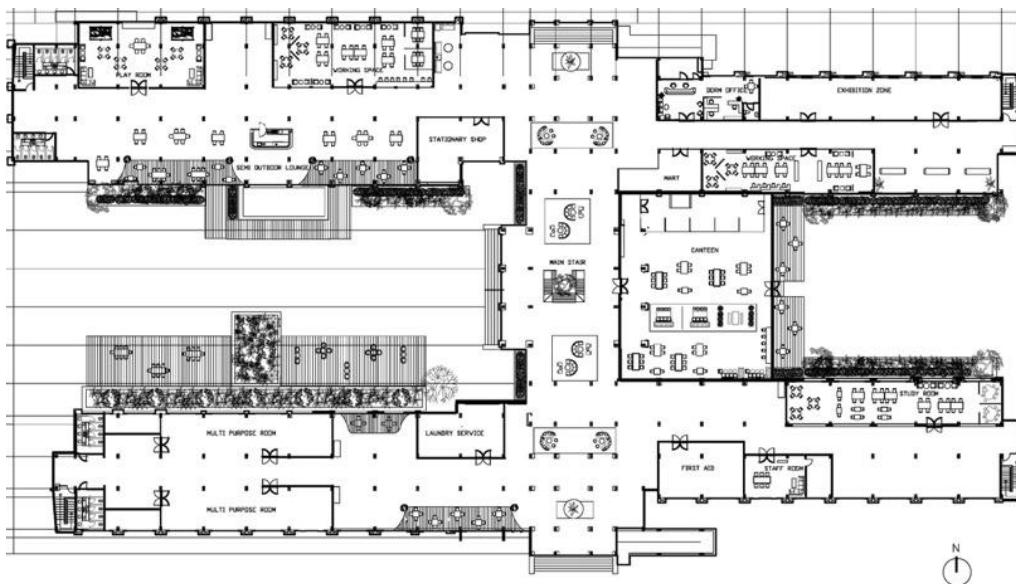 PLAY ROOM
WORKING SPACE
DORM OFFICE
EXHIBITION ZONE
STATIONARY SHOP
SEMI OUTDOOR LOUNGE
WORKING SPACE
MART
CANTEEN
MAIN STAIR
STUDY ROOM
MULTI PURPOSE ROOM
LAUNDRY SERVICE
FIRST AID
STAFF ROOM
MULTI PURPOSE ROOM
N